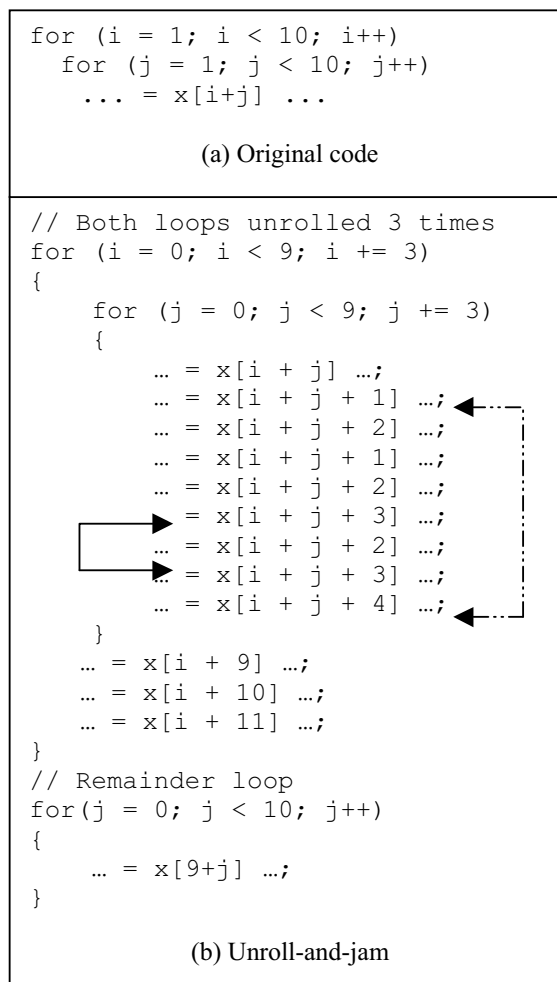 for (i = 1; i < 10; i++)
for (j = 1; j < 10; j++)
... = x[i+j] ...
(a) Original code
// Both loops unrolled 3 times
for (i = 0; i < 9; i += 3)
{
for (j = 0; j < 9; j += 3)
{
… = x[i + j] …;
… = x[i + j + 1] …;
… = x[i + j + 2] …;
… = x[i + j + 1] …;
… = x[i + j + 2] …;
= x[i + j + 3] …;
… = x[i + j + 2] …;
… = x[i + j + 3] …;
… = x[i + j + 4] …;
}
… = x[i + 9] …;
… = x[i + 10] …;
… = x[i + 11] …;
}
// Remainder loop
for(j = 0; j < 10; j++)
{
… = x[9+j] …;
}
(b) Unroll-and-jam